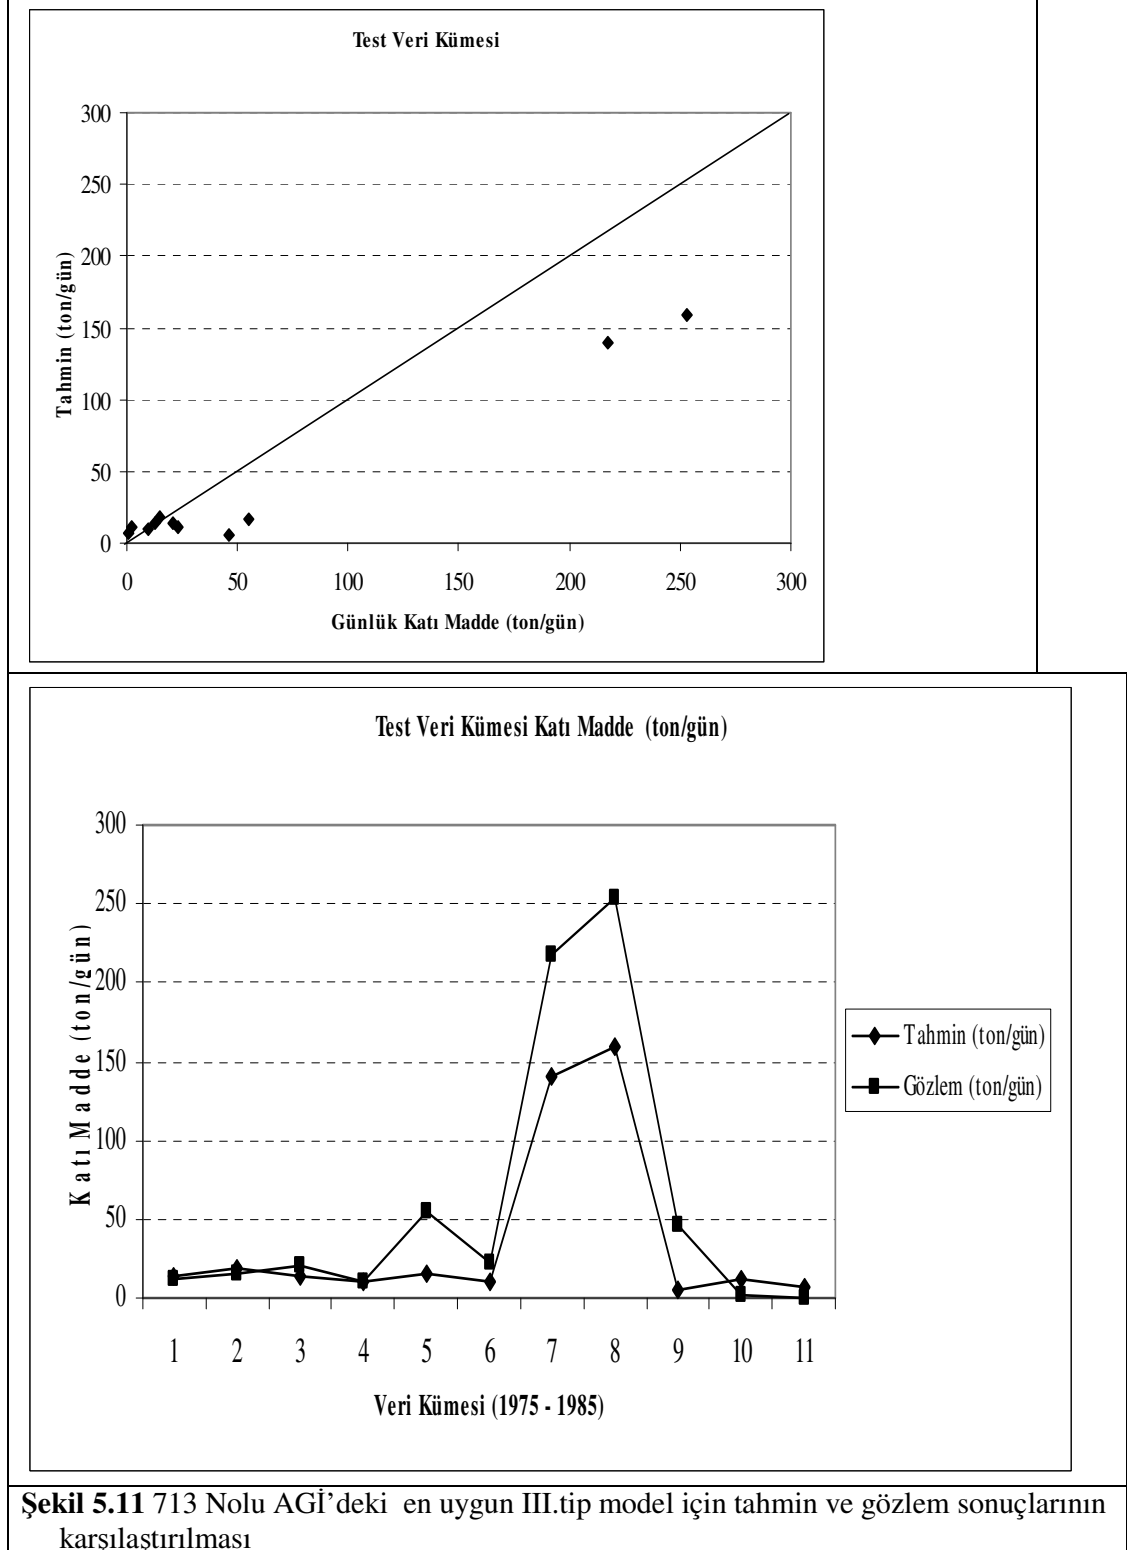 Test Veri Kümesi
300
250
200
150
100
50
0
Tahmin (ton/gün)
0 50 100 150 200 250 300
Günlük Katı Madde (ton/gün)
Test Veri Kümesi Katı Madde (ton/gün)
300
250
200
150
100
50
0
Katı Madde (ton/gün)
1 2 3 4 5 6 7 8 9 10 11
Veri Kümesi (1975 - 1985)
Tahmin (ton/gün)
Gözlem (ton/gün)
Şekil 5.11 713 Nolu AGİ’deki en uygun III.tip model için tahmin ve gözlem sonuçlarının
karşılaştırılması